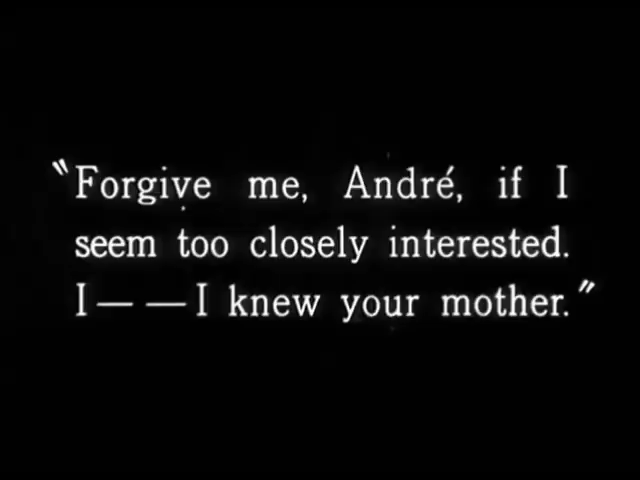 "Forgive me, André, if I
seem too closely interested.
I — — I knew your mother."